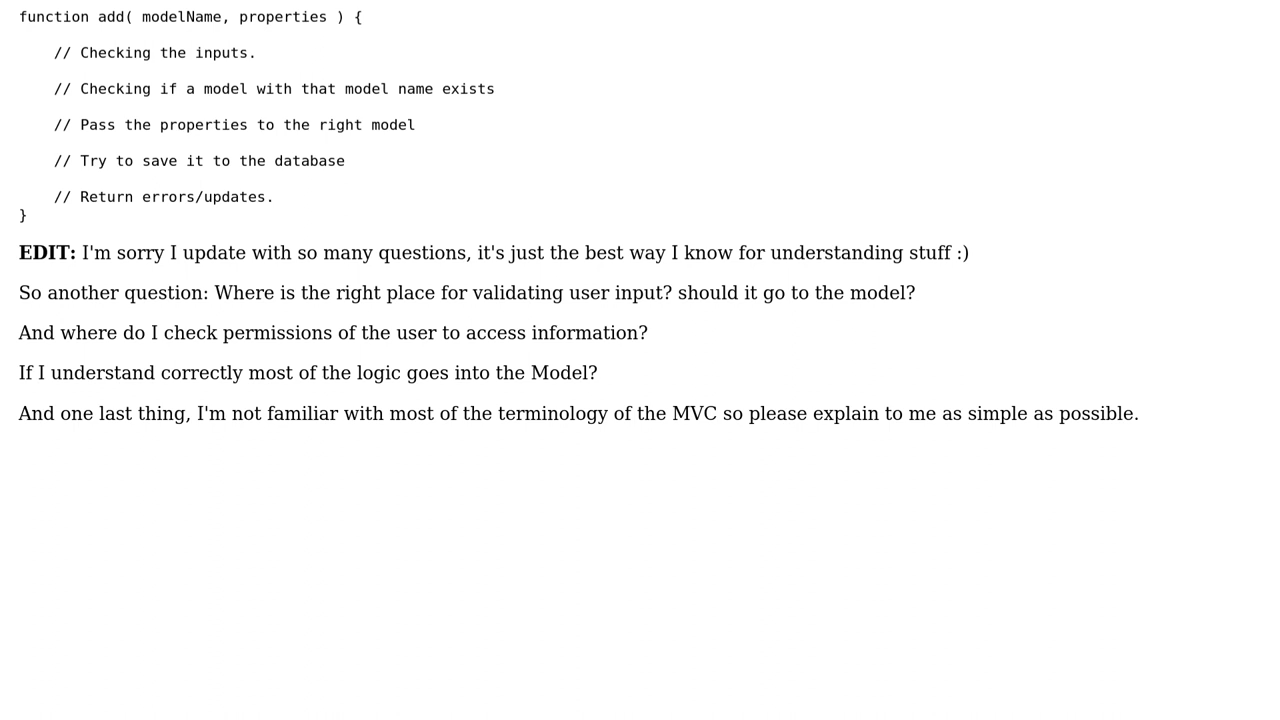 function add( modelName, properties ) {
    // Checking the inputs.
    // Checking if a model with that model name exists
    // Pass the properties to the right model
    // Try to save it to the database
    // Return errors/updates.
}
EDIT: I'm sorry I update with so many questions, it's just the best way I know for understanding stuff :)
So another question: Where is the right place for validating user input? should it go to the model?
And where do I check permissions of the user to access information?
If I understand correctly most of the logic goes into the Model?
And one last thing, I'm not familiar with most of the terminology of the MVC so please explain to me as simple as possible.